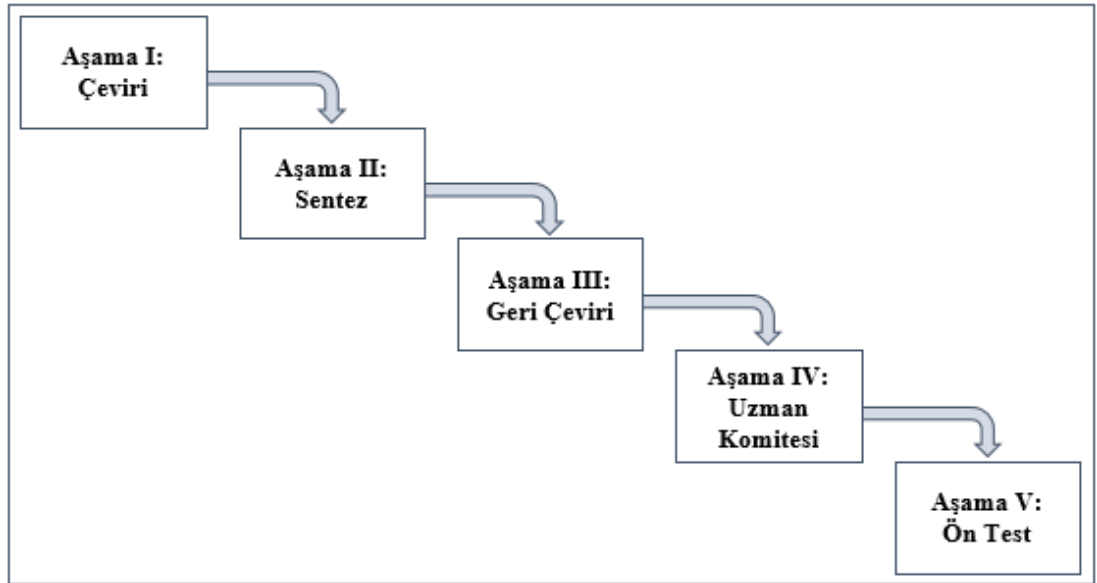 Aşama I:
Çeviri
Aşama II:
Sentez
Aşama III:
Geri Çeviri
Aşama IV:
Uzman
Komitesi
Aşama V:
Ön Test